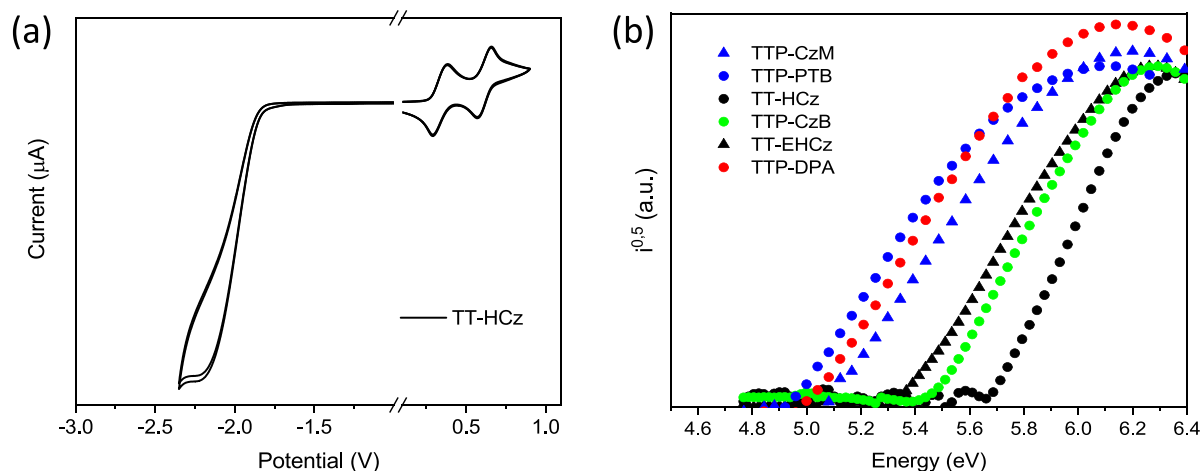 (a)
Current (μA)
TT-HCz
-3.0 -2.5 -2.0 -1.5 0.5 1.0
Potential (V)
(b)
TTP-CzM
TTP-PTB
TT-HCz
TTP-CzB
TT-EHCz
TTP-DPA
i0,5 (a.u.)
4.6 4.8 5.0 5.2 5.4 5.6 5.8 6.0 6.2 6.4
Energy (eV)